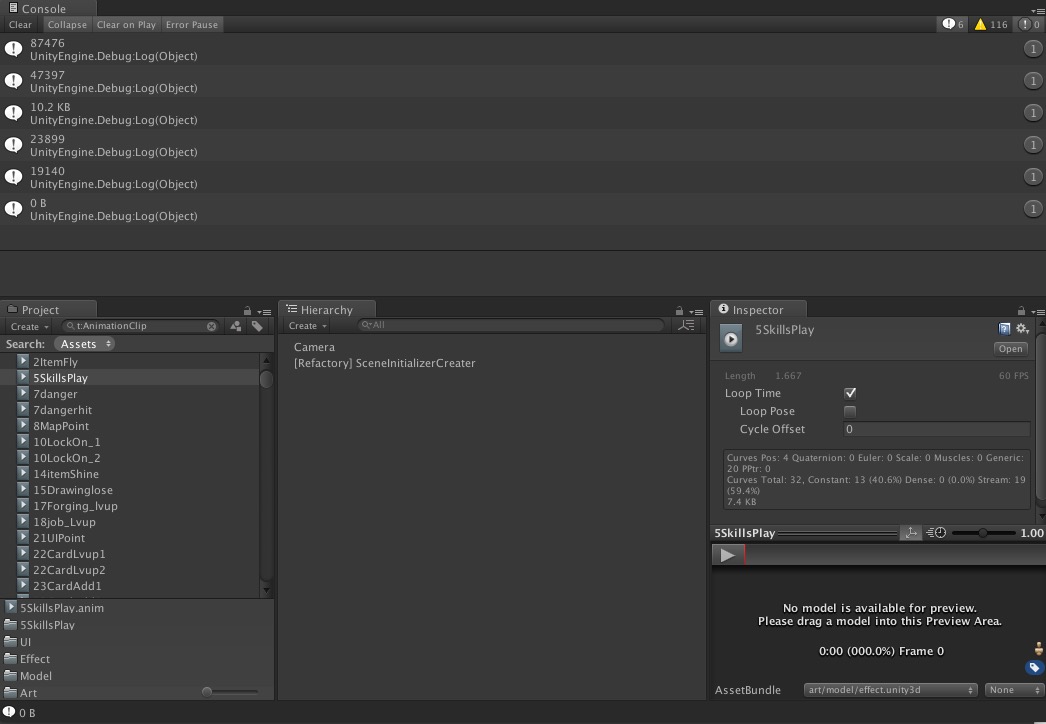 Console
Clear Collapse Clear on Play Error Pause 6 116 0
87476
UnityEngine.Debug:Log(Object)
1
47397
UnityEngine.Debug:Log(Object)
1
10.2 KB
UnityEngine.Debug:Log(Object)
1
23899
UnityEngine.Debug:Log(Object)
1
19140
UnityEngine.Debug:Log(Object)
1
0 B
UnityEngine.Debug:Log(Object)
1
Project
Create t:AnimationClip
Search: Assets
2ItemFly
5SkillsPlay
7danger
7dangerhit
8MapPoint
10LockOn_1
10LockOn_2
14itemShine
15Drawinglose
17Forging_lvup
18job_Lvup
21UIPoint
22CardLvup1
22CardLvup2
23CardAdd1
5SkillsPlay.anim
5SkillsPlay
UI
Effect
Model
Art
0 B
Hierarchy
Create All
Camera
[Refactory] SceneInitializerCreater
Inspector
5SkillsPlay
Open
Length 1.667 60 FPS
Loop Time
Loop Pose
Cycle Offset 0
Curves Pos: 4 Quaternion: 0 Euler: 0 Scale: 0 Muscles: 0 Generic:
20 PPtr: 0
Curves Total: 32, Constant: 13 (40.6%) Dense: 0 (0.0%) Stream: 19
(59.4%)
7.4 KB
5SkillsPlay 1.00
No model is available for preview.
Please drag a model into this Preview Area.
0:00 (000.0%) Frame 0
AssetBundle art/model/effect.unity3d None